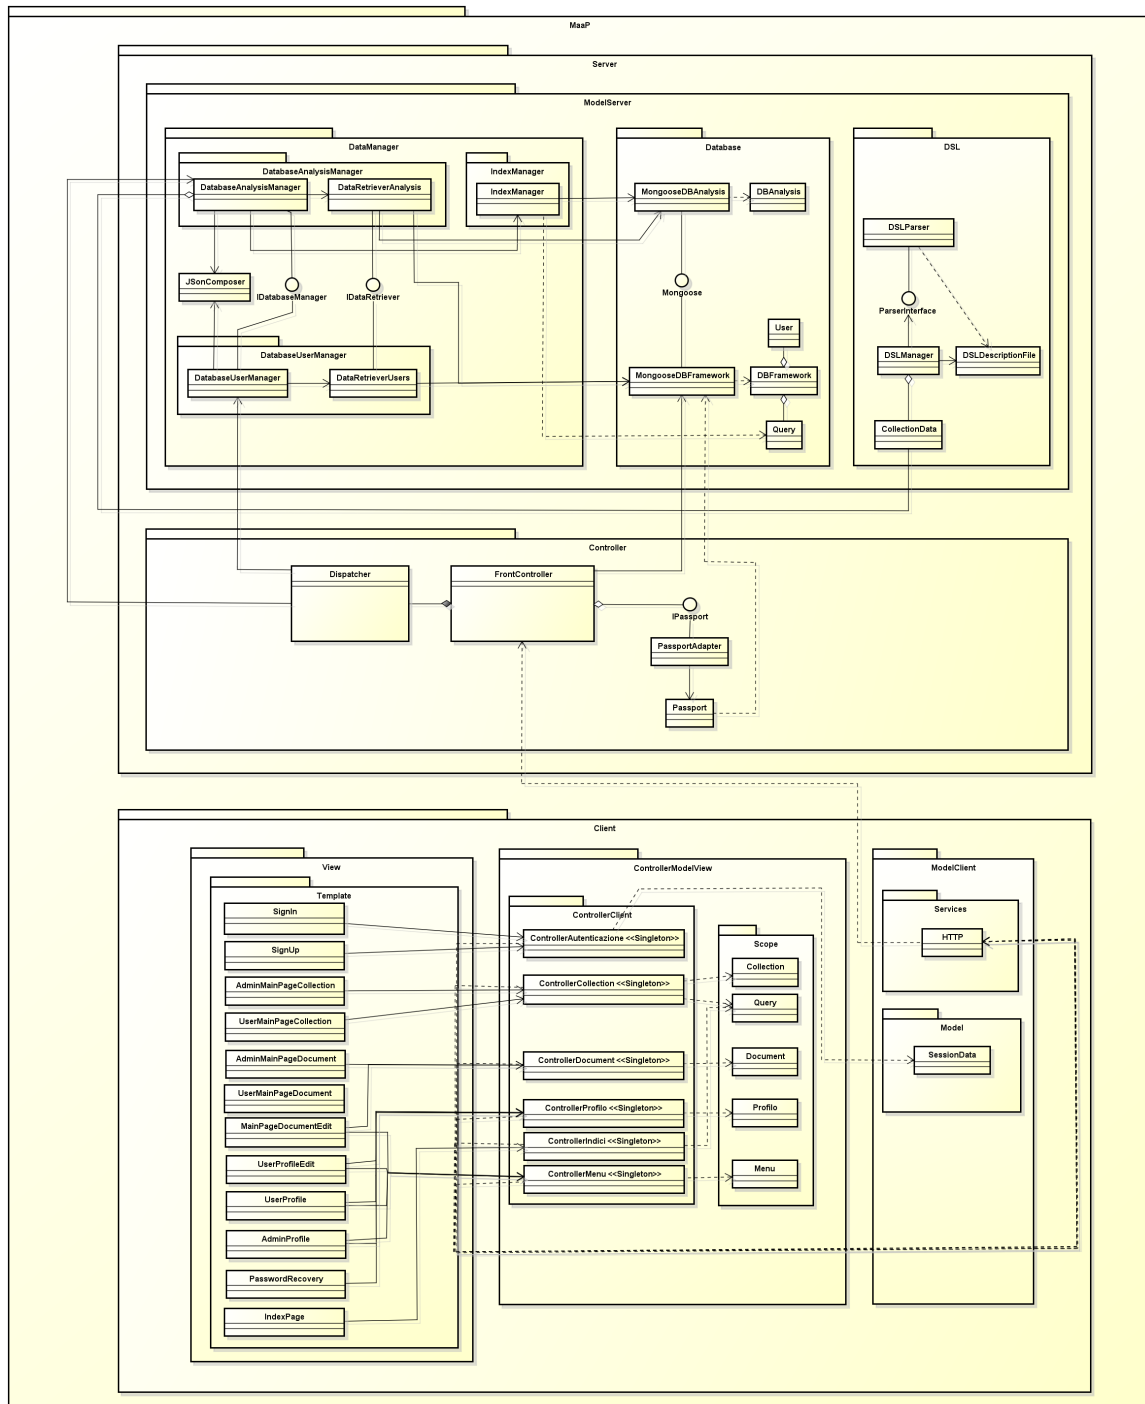 MaaP
Server
ModelServer
DataManager
DatabaseAnalysisManager
DatabaseAnalysisManager
DataRetrieverAnalysis
IndexManager
IndexManager
JSonComposer
IDatabaseManager
IDataRetriever
DatabaseUserManager
DatabaseUserManager
DataRetrieverUsers
Database
MongooseDBAnalysis
DBAnalysis
Mongoose
User
MongooseDBFramework
DBFramework
Query
DSL
DSLParser
ParserInterface
DSLManager
DSLDescriptionFile
CollectionData
Controller
Dispatcher
FrontController
IPassport
PassportAdapter
Passport
Client
View
Template
SignIn
SignUp
AdminMainPageCollection
UserMainPageCollection
AdminMainPageDocument
UserMainPageDocument
MainPageDocumentEdit
UserProfileEdit
UserProfile
AdminProfile
PasswordRecovery
IndexPage
ControllerModelView
ControllerClient
ControllerAutenticazione <<Singleton>>
ControllerCollection <<Singleton>>
ControllerDocument <<Singleton>>
ControllerProfilo <<Singleton>>
ControllerIndici <<Singleton>>
ControllerMenu <<Singleton>>
Scope
Collection
Query
Document
Profilo
Menu
ModelClient
Services
HTTP
Model
SessionData